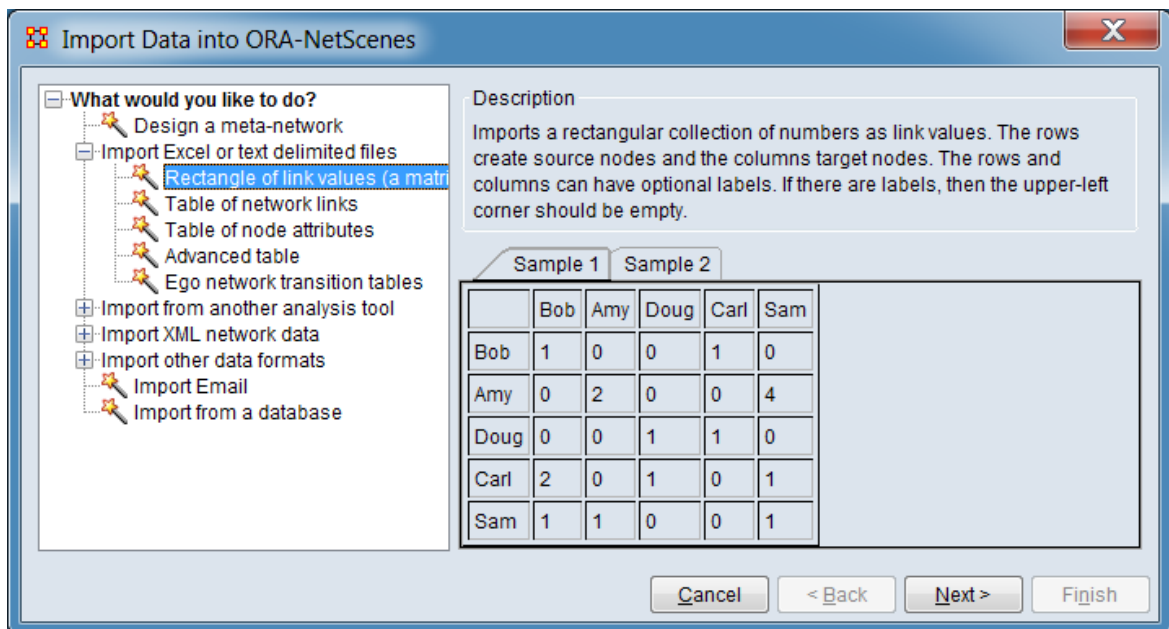 Import Data into ORA-NetScenes
X
What would you like to do?
Design a meta-network
Import Excel or text delimited files
Rectangle of link values (a matri
Table of network links
Table of node attributes
Advanced table
Ego network transition tables
Import from another analysis tool
Import XML network data
Import other data formats
Import Email
Import from a database
Description
Imports a rectangular collection of numbers as link values. The rows
create source nodes and the columns target nodes. The rows and
columns can have optional labels. If there are labels, then the upper-left
corner should be empty.
Sample 1 Sample 2
Bob Amy Doug Carl Sam
Bob 1 0 0 1 0
Amy 0 2 0 0 4
Doug 0 0 1 1 0
Carl 2 0 1 0 1
Sam 1 1 0 0 1
Cancel < Back Next > Finish